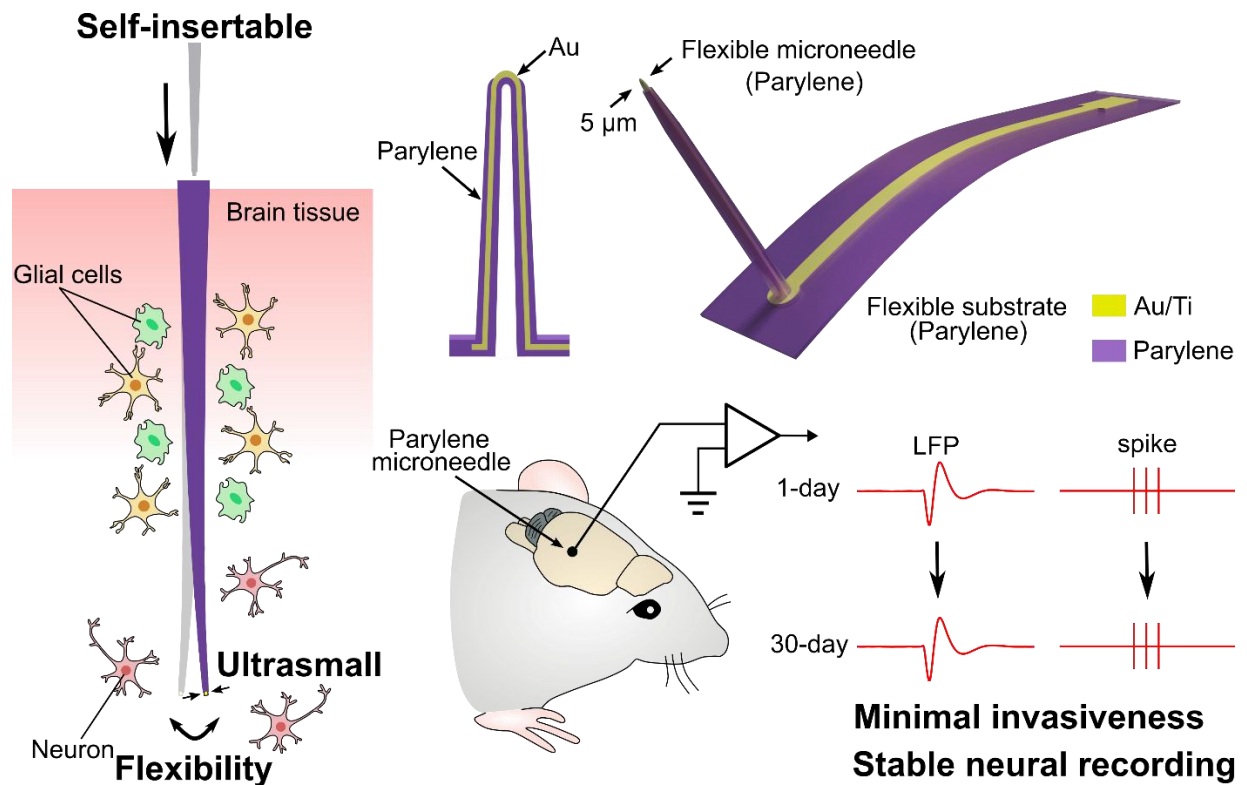 Self-insertable
Brain tissue
Glial cells
Neuron
Ultrasmall
Flexibility
Au
Parylene
Flexible microneedle
(Parylene)
5 µm
Flexible substrate
(Parylene)
Au/Ti
Parylene
Parylene
microneedle
LFP
spike
1-day
30-day
Minimal invasiveness
Stable neural recording